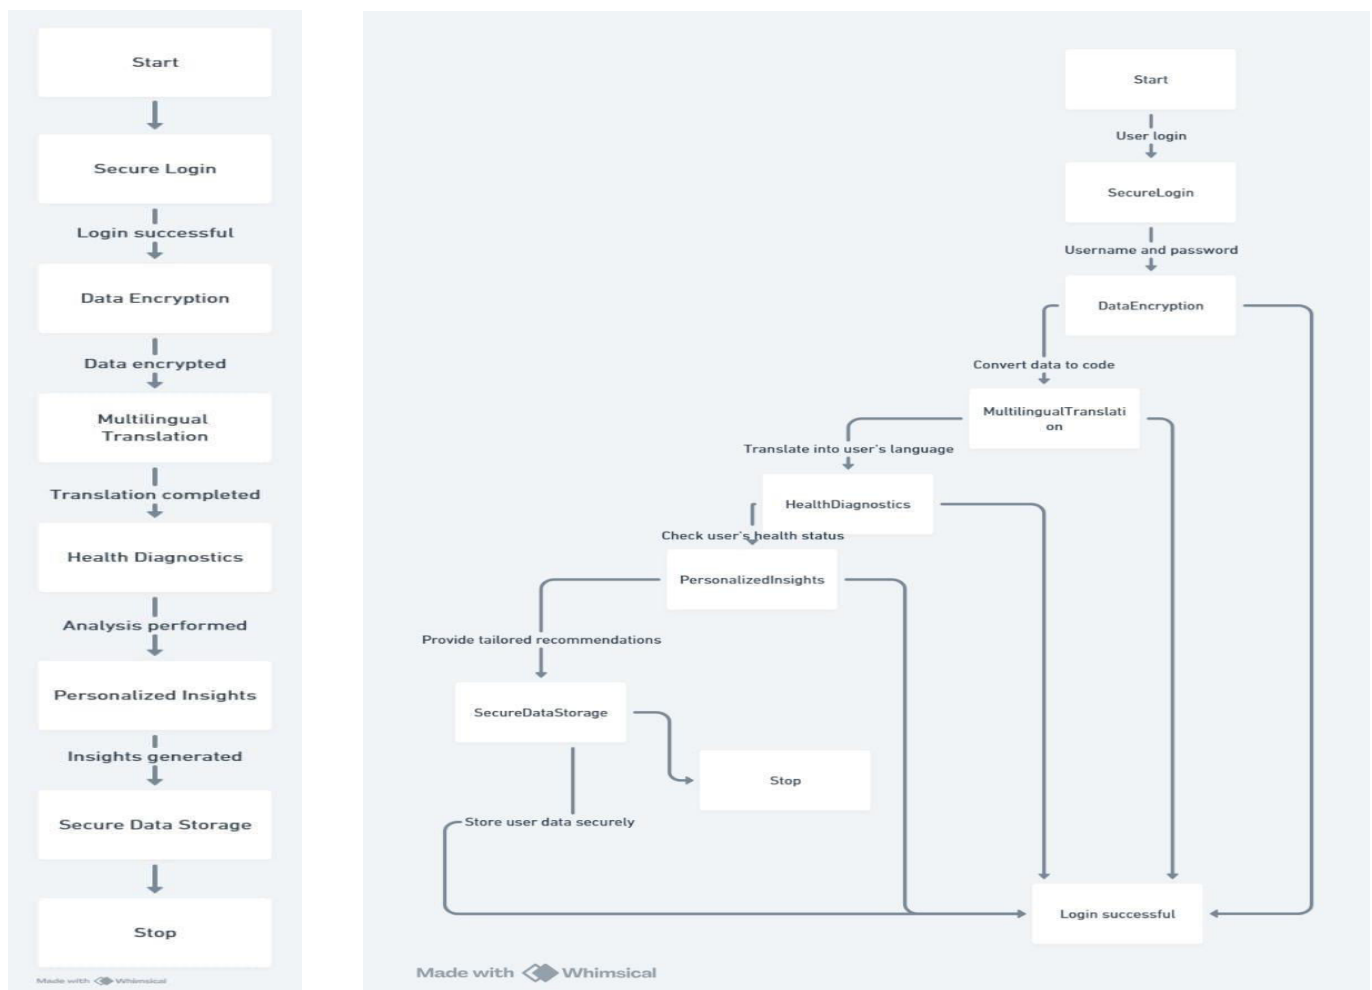 Start
Secure Login
Login successful
Data Encryption
Data encrypted
Multilingual
Translation
Translation completed
Health Diagnostics
Analysis performed
Personalized Insights
Insights generated
Secure Data Storage
Stop
Made with Whimsical
Start
User login
SecureLogin
Username and password
DataEncryption
Convert data to code
MultilingualTranslati
on
Translate into user's language
HealthDiagnostics
Check user's health status
PersonalizedInsights
Provide tailored recommendations
SecureDataStorage
Stop
Store user data securely
Login successful
Made with Whimsical